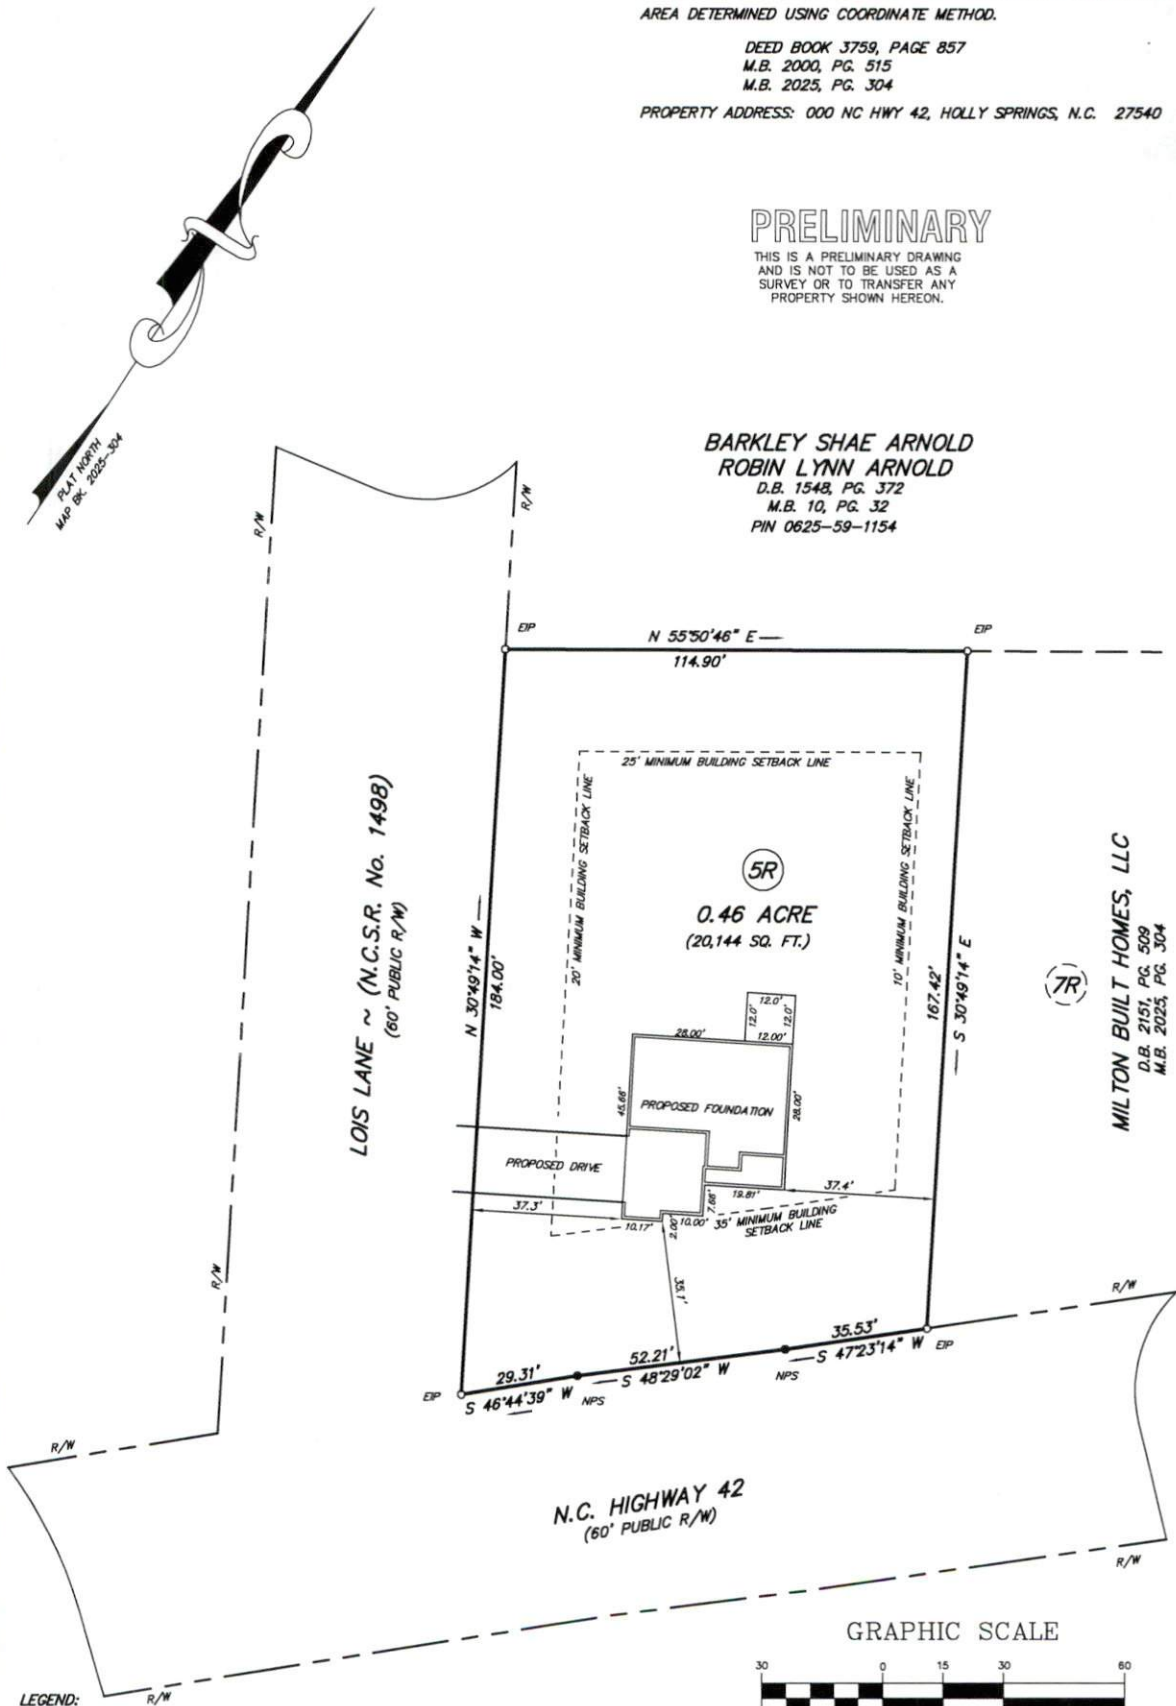 AREA DETERMINED USING COORDINATE METHOD.
DEED BOOK 3759, PAGE 857
M.B. 2000, PG. 515
M.B. 2025, PG. 304
PROPERTY ADDRESS: 000 NC HWY 42, HOLLY SPRINGS, N.C. 27540
PRELIMINARY
THIS IS A PRELIMINARY DRAWING
AND IS NOT TO BE USED AS A
SURVEY OR TO TRANSFER ANY
PROPERTY SHOWN HEREON.
PLAT NORTH
MAP BK. 2025-304
BARKLEY SHAE ARNOLD
ROBIN LYNN ARNOLD
D.B. 1548, PG. 372
M.B. 10, PG. 32
PIN 0625-59-1154
R/W
R/W
EIP
N 55°50'46" E
EIP
114.90'
25' MINIMUM BUILDING SETBACK LINE
20' MINIMUM BUILDING SETBACK LINE
10' MINIMUM BUILDING SETBACK LINE
LOIS LANE ~ (N.C.S.R. No. 1498)
(60' PUBLIC R/W)
N 30°49'14" W
184.00'
5R
0.46 ACRE
(20,144 SQ. FT.)
167.42'
S 30°49'14" E
7R
MILTON BUILT HOMES, LLC
D.B. 2151, PG. 509
M.B. 2025, PG. 304
12.0'
12.0'
12.0'
12.00'
28.00'
45.66'
PROPOSED FOUNDATION
28.00'
PROPOSED DRIVE
37.3'
37.4'
19.81'
7.66'
10.17'
2.00'
10.00'
35' MINIMUM BUILDING
SETBACK LINE
35.1'
R/W
R/W
35.53'
S 47°23'14" W
EIP
52.21'
S 48°29'02" W
NPS
29.31'
S 46°44'39" W
NPS
EIP
R/W
N.C. HIGHWAY 42
(60' PUBLIC R/W)
R/W
GRAPHIC SCALE
30 0 15 30 60
LEGEND:
R/W